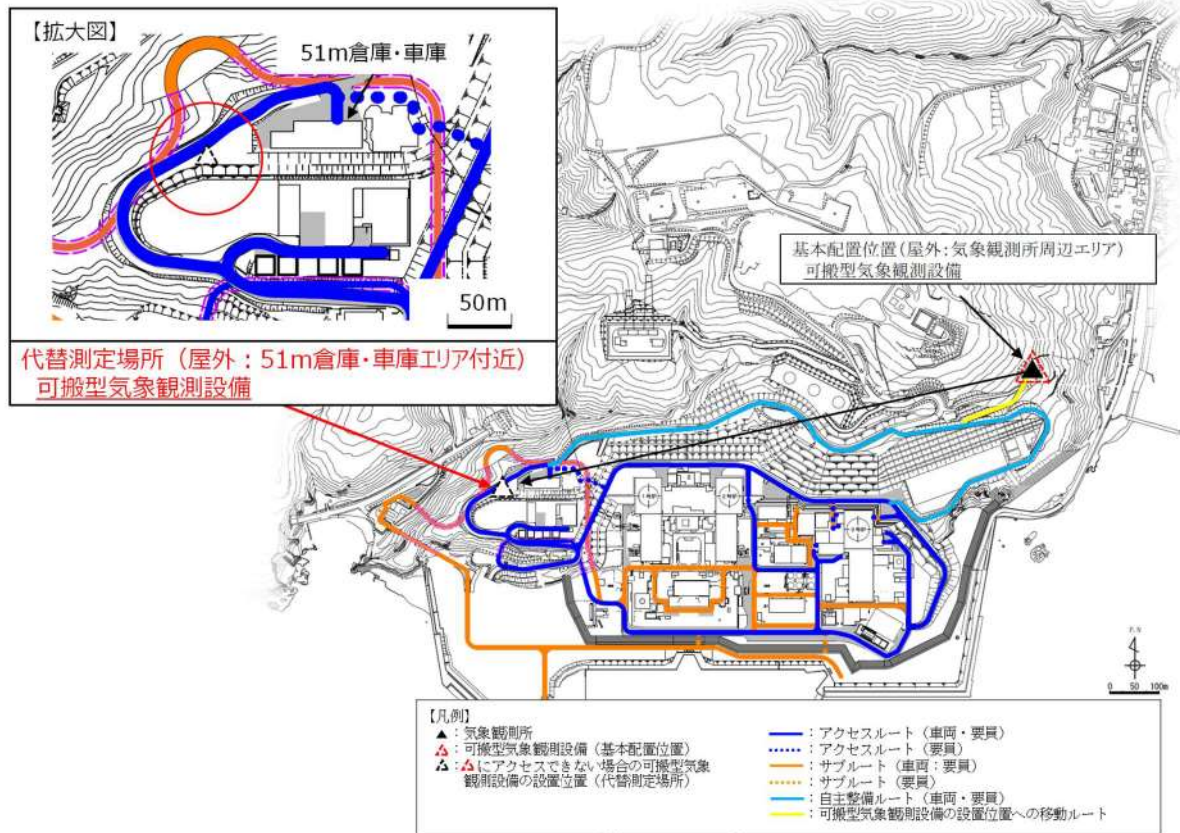 【拡大図】
51m倉庫・車庫
50m
代替測定場所（屋外：51m倉庫・車庫エリア付近）
可搬型気象観測設備
基本配置位置(屋外:気象観測所周辺エリア)
可搬型気象観測設備
P.N
0 50 100m
【凡例】
▲：気象観測所
：可搬型気象観測設備（基本配置位置）
：にアクセスできない場合の可搬型気象
観測設備の設置位置（代替測定場所）
：アクセスルート（車両・要員）
：アクセスルート（要員）
：サブルート（車両：要員）
：サブルート（要員）
：自主整備ルート（車両・要員）
：可搬型気象観測設備の設置位置への移動ルート